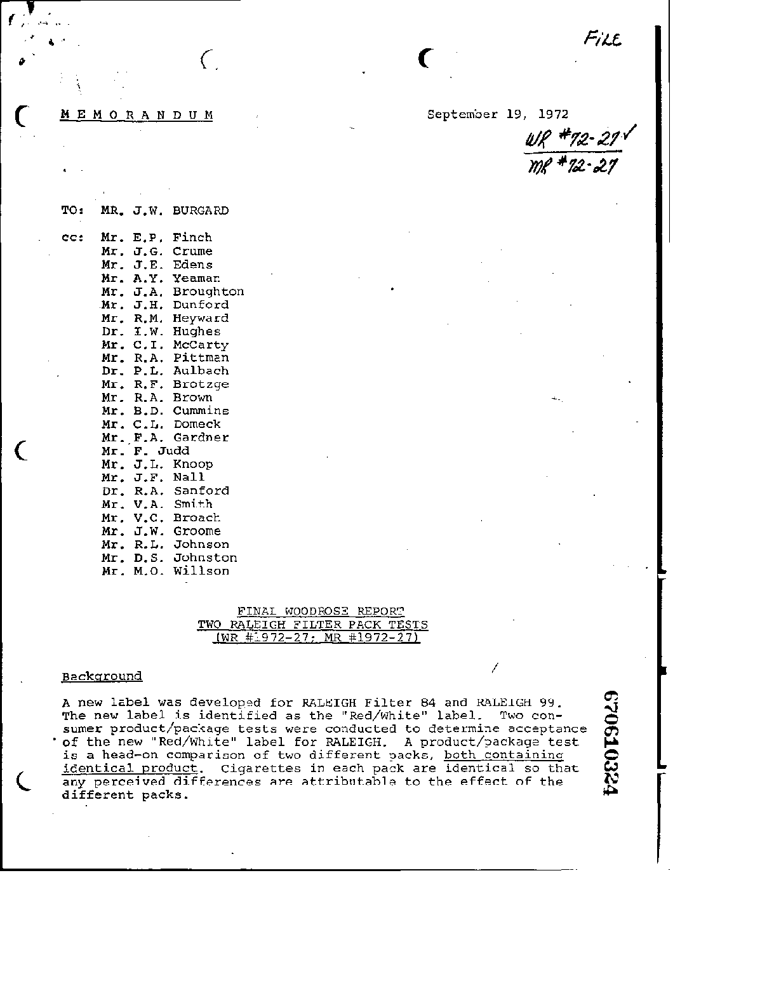 FILE
MEMORANDUM
September 19, 1972
WR #72-27✓
MR #72-27
TO: MR. J.W. BURGARD
cc: Mr. E.P. Finch
Mr. J.G. Crume
Mr. J.E. Edens
Mr. A.Y. Yeaman
Mr. J.A. Broughton
Mr. J.H. Dunford
Mr. R.M. Heyward
Dr. I.W. Hughes
Mr. C.I. McCarty
Mr. R.A. Pittman
Dr. P.L. Aulbach
Mr. R.F. Brotzge
Mr. R.A. Brown
Mr. B.D. Cummins
Mr. C.L. Domeck
Mr. F.A. Gardner
Mr. F. Judd
Mr. J.L. Knoop
Mr. J.F. Nall
Dr. R.A. Sanford
Mr. V.A. Smith
Mr. V.C. Broach
Mr. J.W. Groome
Mr. R.L. Johnson
Mr. D.S. Johnston
Mr. M.O. Willson
FINAL WOODROSE REPORT
TWO RALEIGH FILTER PACK TESTS
(WR #1972-27; MR #1972-27)
Background
A new label was developed for RALEIGH Filter 84 and RALEIGH 99.
The new label is identified as the "Red/White" label. Two con-
sumer product/package tests were conducted to determine acceptance
of the new "Red/White" label for RALEIGH. A product/package test
is a head-on comparison of two different packs, both containing
identical product. Cigarettes in each pack are identical so that
any perceived differences are attributable to the effect of the
different packs.
670610324